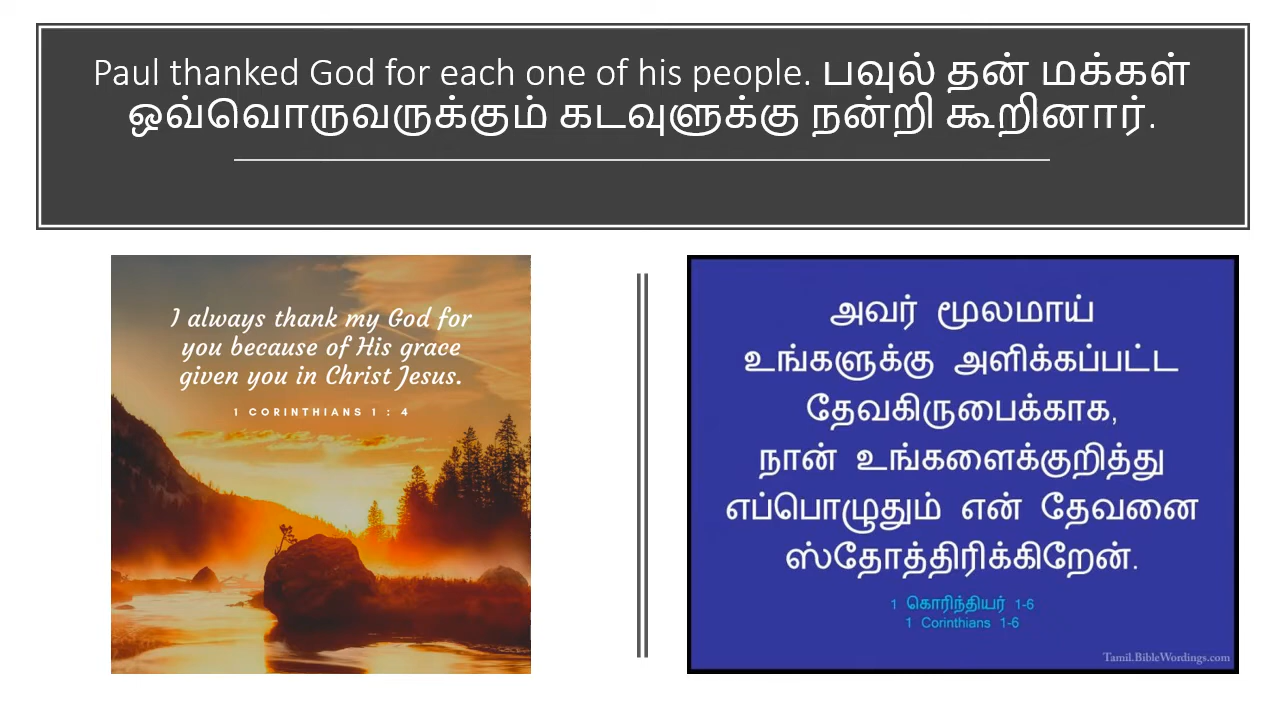 Paul thanked God for each one of his people. பவுல் தன் மக்கள்
ஒவ்வொருவருக்கும் கடவுளுக்கு நன்றி கூறினார்.
I always thank my God for
you because of His grace
given you in Christ Jesus.
1 CORINTHIANS 1 : 4
அவர் மூலமாய்
உங்களுக்கு அளிக்கப்பட்ட
தேவகிருபைக்காக,
நான் உங்களைக்குறித்து
எப்பொழுதும் என் தேவனை
ஸ்தோத்திரிக்கிறேன்.
1 கொரிந்தியர் 1-6
1 Corinthians 1-6
Tamil.BibleWordings.com